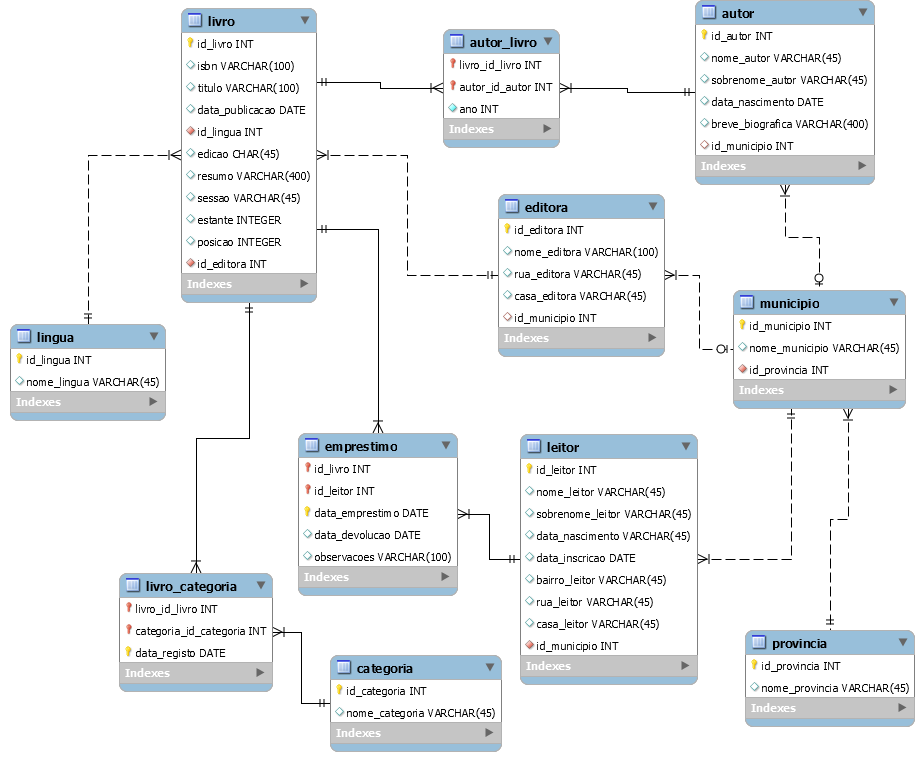 livro
id_livro INT
isbn VARCHAR(100)
titulo VARCHAR(100)
data_publicacao DATE
id_lingua INT
edicao CHAR(45)
resumo VARCHAR(400)
sessao VARCHAR(45)
estante INTEGER
posicao INTEGER
id_editora INT
Indexes
autor_livro
livro_id_livro INT
autor_id_autor INT
ano INT
Indexes
autor
id_autor INT
nome_autor VARCHAR(45)
sobrenome_autor VARCHAR(45)
data_nascimento DATE
breve_biografica VARCHAR(400)
id_municipio INT
Indexes
editora
id_editora INT
nome_editora VARCHAR(100)
rua_editora VARCHAR(45)
casa_editora VARCHAR(45)
id_municipio INT
Indexes
municipio
id_municipio INT
nome_municipio VARCHAR(45)
id_provincia INT
Indexes
lingua
id_lingua INT
nome_lingua VARCHAR(45)
Indexes
emprestimo
id_livro INT
id_leitor INT
data_emprestimo DATE
data_devolucao DATE
observacoes VARCHAR(100)
Indexes
leitor
id_leitor INT
nome_leitor VARCHAR(45)
sobrenome_leitor VARCHAR(45)
data_nascimento VARCHAR(45)
data_inscricao DATE
bairro_leitor VARCHAR(45)
rua_leitor VARCHAR(45)
casa_leitor VARCHAR(45)
id_municipio INT
Indexes
livro_categoria
livro_id_livro INT
categoria_id_categoria INT
data_registo DATE
Indexes
categoria
id_categoria INT
nome_categoria VARCHAR(45)
Indexes
provincia
id_provincia INT
nome_provincia VARCHAR(45)
Indexes